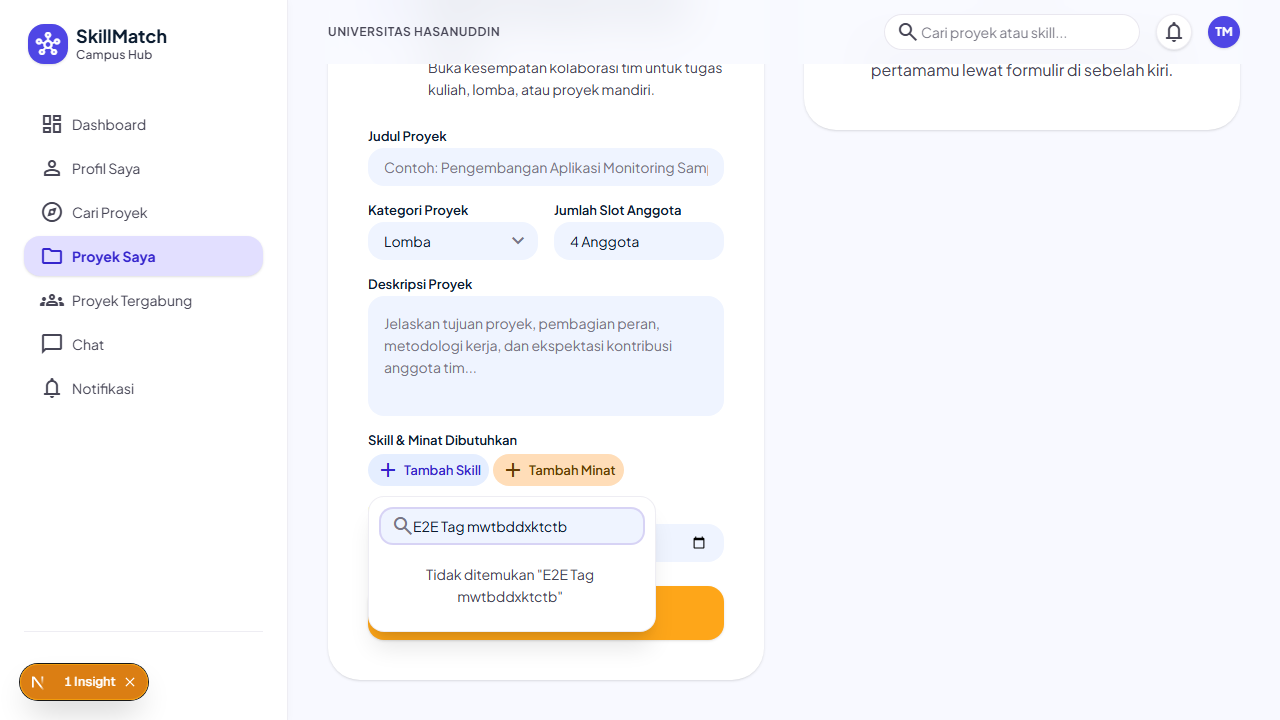 SkillMatch
Campus Hub
Dashboard
Profil Saya
Cari Proyek
Proyek Saya
Proyek Tergabung
Chat
Notifikasi
1 Insight
UNIVERSITAS HASANUDDIN
Cari proyek atau skill...
TM
Buka kesempatan kolaborasi tim untuk tugas
kuliah, lomba, atau proyek mandiri.
Judul Proyek
Contoh: Pengembangan Aplikasi Monitoring Samp
Kategori Proyek
Jumlah Slot Anggota
Lomba
4 Anggota
Deskripsi Proyek
Jelaskan tujuan proyek, pembagian peran,
metodologi kerja, dan ekspektasi kontribusi
anggota tim...
Skill & Minat Dibutuhkan
Tambah Skill
Tambah Minat
E2E Tag mwtbddxktctb
Tidak ditemukan "E2E Tag
mwtbddxktctb"
pertamamu lewat formulir di sebelah kiri.